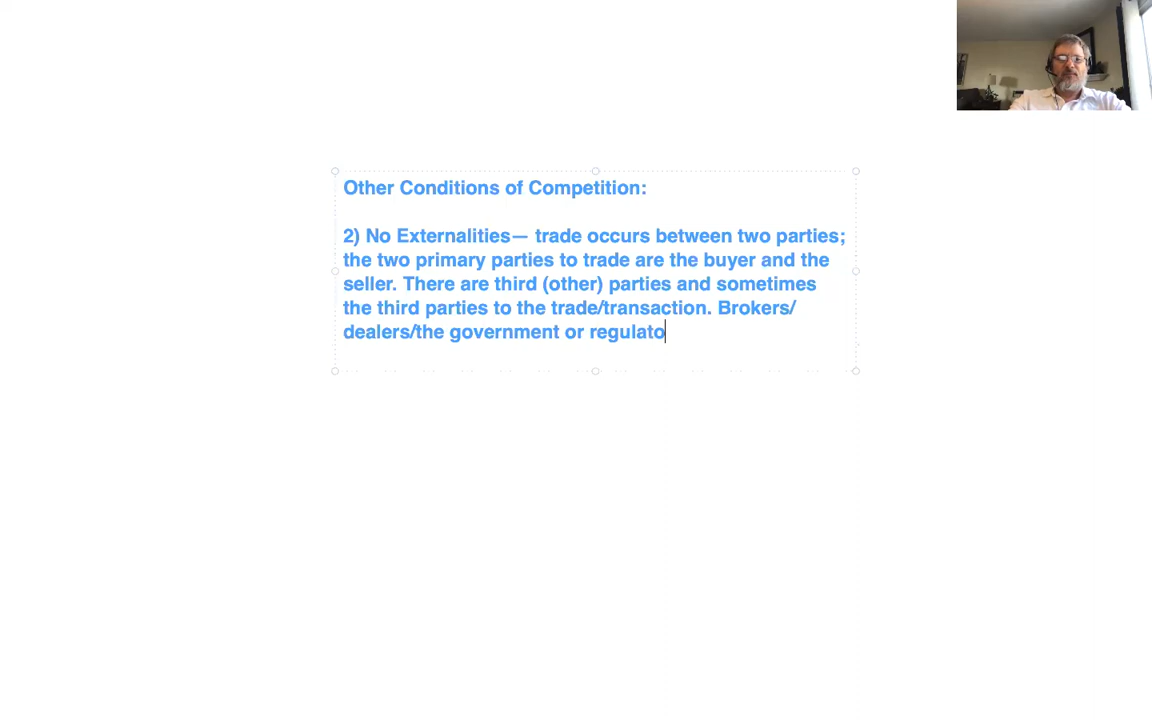 Other Conditions of Competition:
2) No Externalities— trade occurs between two parties;
the two primary parties to trade are the buyer and the
seller. There are third (other) parties and sometimes
the third parties to the trade/transaction. Brokers/
dealers/the government or regulato